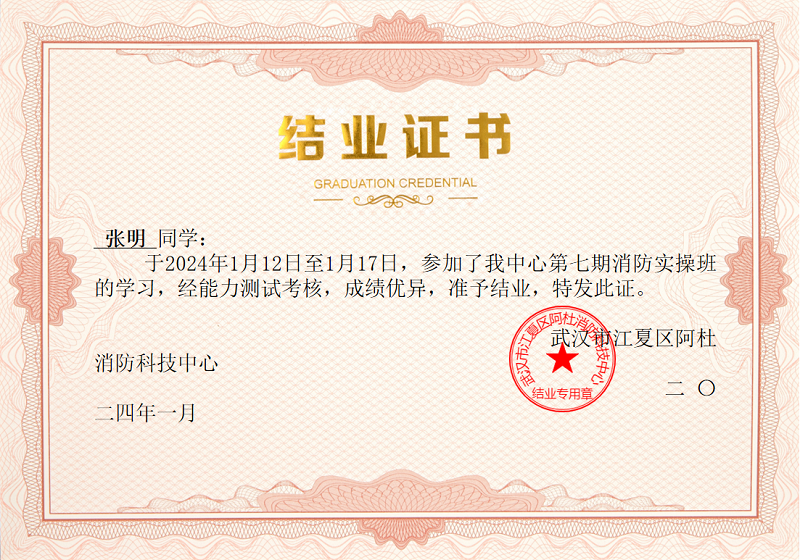 结业证书
GRADUATION CREDENTIAL
张明 同学：
于2024年1月12日至1月17日，参加了我中心第七期消防实操班
的学习，经能力测试考核，成绩优异，准予结业，特发此证。
武汉市江夏区阿杜
消防科技中心
二 〇
二四年一月
武汉市江夏区阿杜消防科技中心
结业专用章